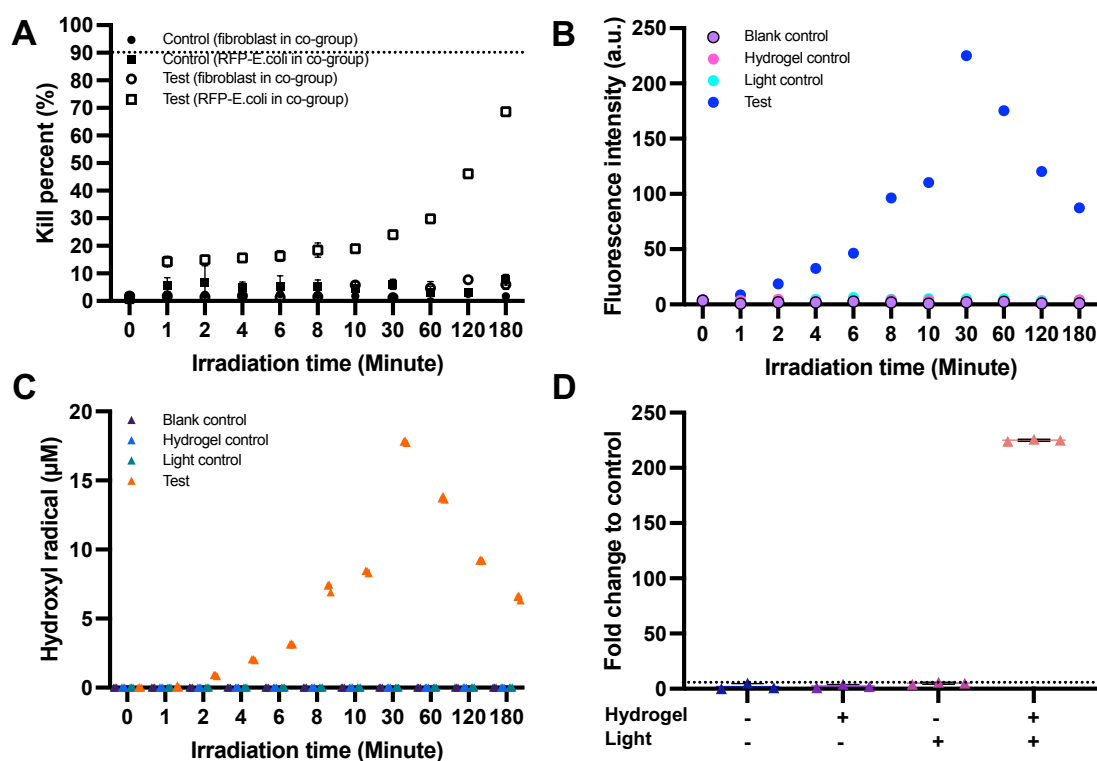 A
Kill percent (%)
100
90
80
70
60
50
40
30
20
10
0
Control (fibroblast in co-group)
Control (RFP-E.coli in co-group)
Test (fibroblast in co-group)
Test (RFP-E.coli in co-group)
0 1 2 4 6 8 10 30 60 120 180
Irradiation time (Minute)
B
Fluorescence intensity (a.u.)
250
200
150
100
50
0
Blank control
Hydrogel control
Light control
Test
0 1 2 4 6 8 10 30 60 120 180
Irradiation time (Minute)
C
Hydroxyl radical (µM)
20
15
10
5
0
Blank control
Hydrogel control
Light control
Test
0 1 2 4 6 8 10 30 60 120 180
Irradiation time (Minute)
D
Fold change to control
250
200
150
100
50
0
Hydrogel - + - +
Light - - + +